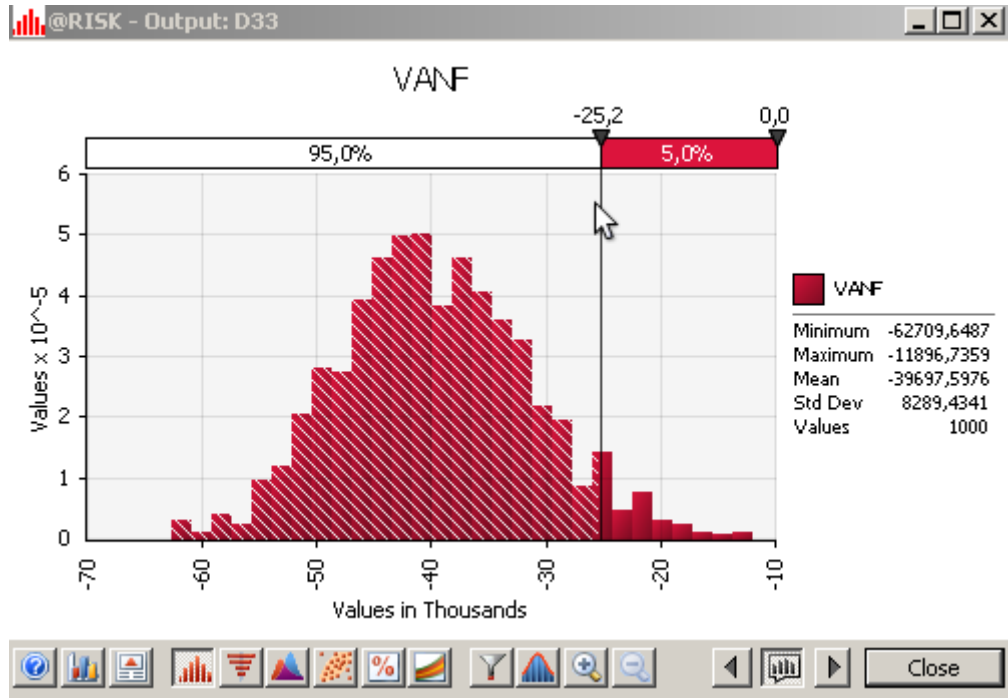 @RISK - Output: D33
VANF
-25,2 0,0
95,0% 5,0%
6
5
4
3
2
1
0
Values x 10^-5
-70 -60 -50 -40 -30 -20 -10
Values in Thousands
VANF
Minimum -62709,6487
Maximum -11896,7359
Mean -39697,5976
Std Dev 8289,4341
Values 1000
Close